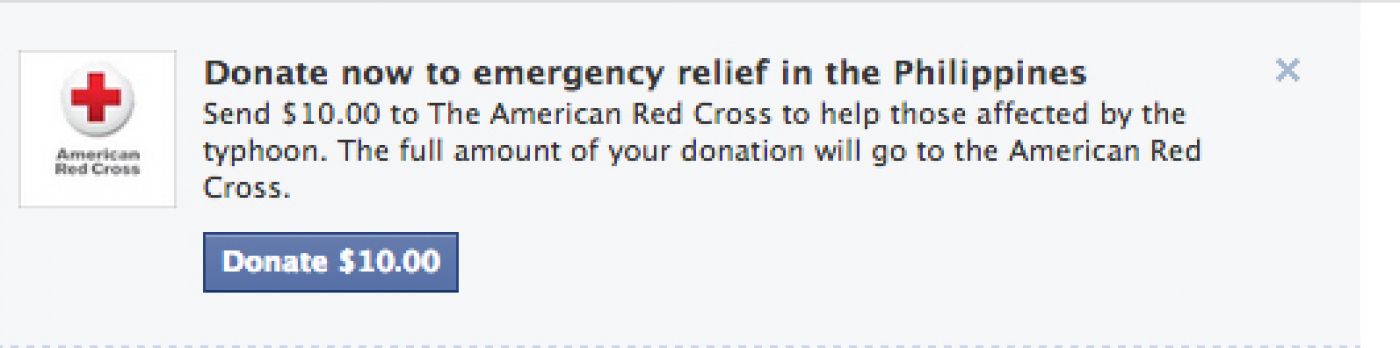 Donate now to emergency relief in the Philippines
Send $10.00 to The American Red Cross to help those affected by the
typhoon. The full amount of your donation will go to the American Red
Cross.
American
Red Cross
Donate $10.00